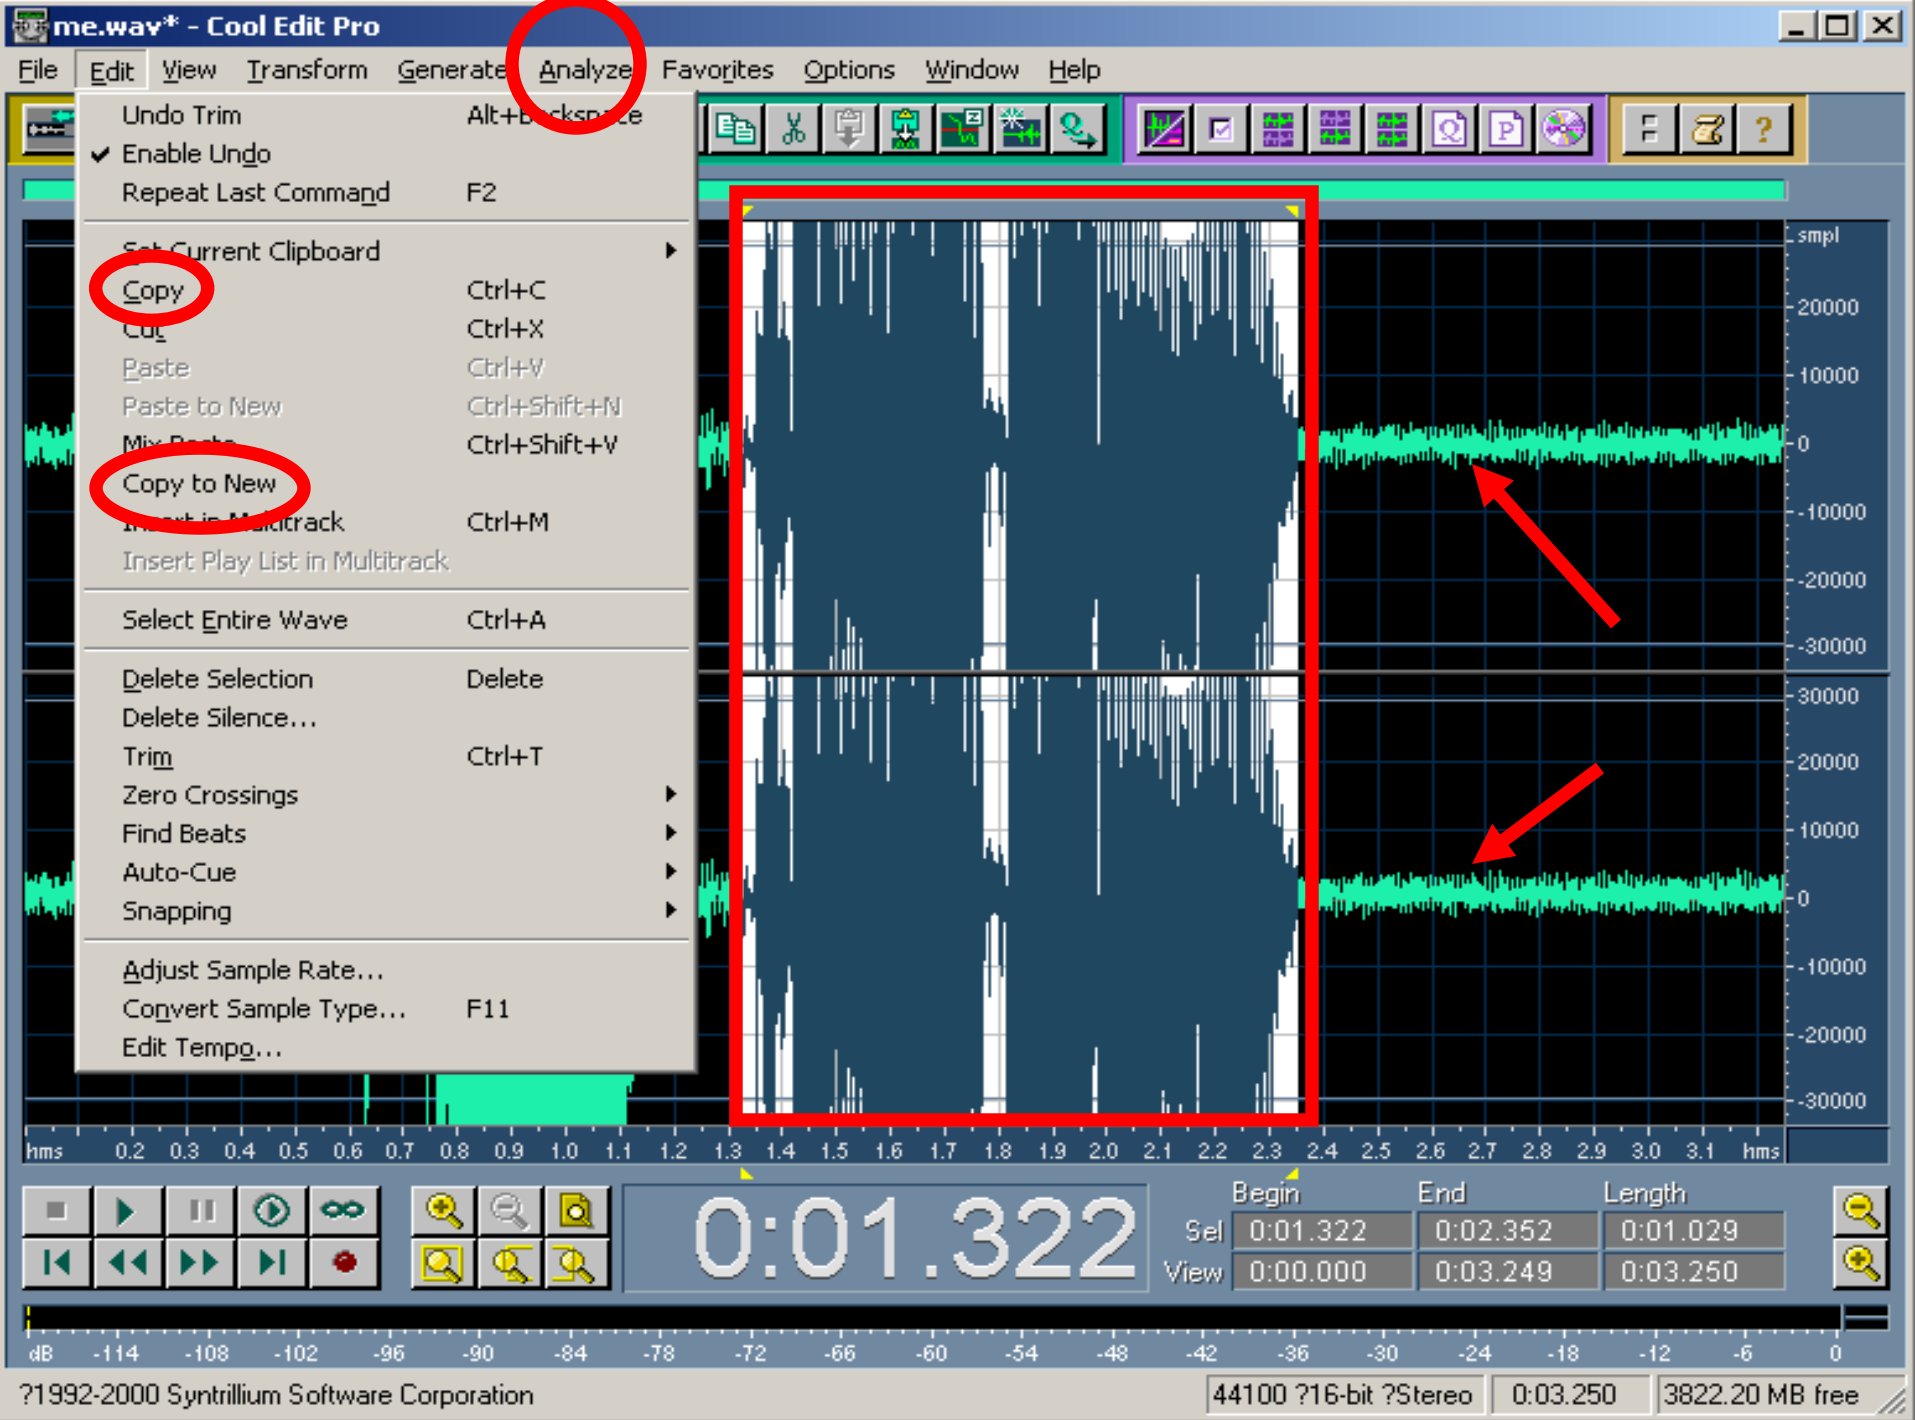 me.wav* - Cool Edit Pro
File Edit View Transform Generate Analyze Favorites Options Window Help
Undo Trim Alt+Backspace
Enable Undo
Repeat Last Command F2
Set Current Clipboard
Copy Ctrl+C
Cut Ctrl+X
Paste Ctrl+V
Paste to New Ctrl+Shift+N
Mix Paste Ctrl+Shift+V
Copy to New
Insert in Multitrack Ctrl+M
Insert Play List in Multitrack
Select Entire Wave Ctrl+A
Delete Selection Delete
Delete Silence...
Trim Ctrl+T
Zero Crossings
Find Beats
Auto-Cue
Snapping
Adjust Sample Rate...
Convert Sample Type... F11
Edit Tempo...
Q P F ?
smpl
20000
10000
0
-10000
-20000
-30000
30000
20000
10000
0
-10000
-20000
-30000
hms 0.2 0.3 0.4 0.5 0.6 0.7 0.8 0.9 1.0 1.1 1.2 1.3 1.4 1.5 1.6 1.7 1.8 1.9 2.0 2.1 2.2 2.3 2.4 2.5 2.6 2.7 2.8 2.9 3.0 3.1 hms
0:01.322
Begin End Length
Sel 0:01.322 0:02.352 0:01.029
View 0:00.000 0:03.249 0:03.250
dB -114 -108 -102 -96 -90 -84 -78 -72 -66 -60 -54 -48 -42 -36 -30 -24 -18 -12 -6 0
?1992-2000 Syntrillium Software Corporation 44100 ?16-bit ?Stereo 0:03.250 3822.20 MB free